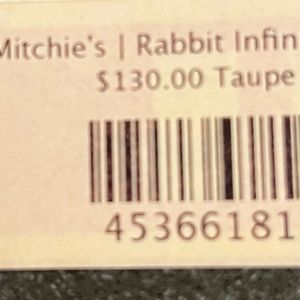 Mitchie's | Rabbit Infin
$130.00 Taupe
45366181